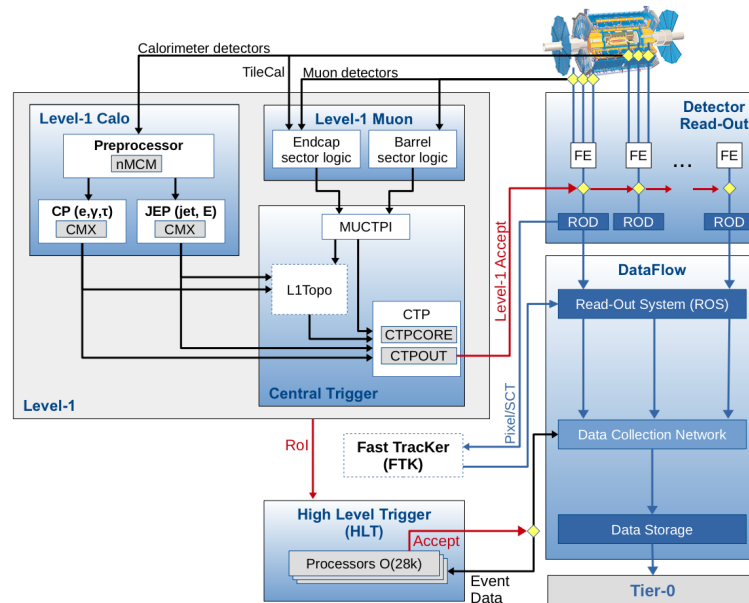 Calorimeter detectors
TileCal
Muon detectors
Level-1 Calo
Preprocessor
nMCM
CP (e,γ,τ)
CMX
JEP (jet, E)
CMX
Level-1 Muon
Endcap
sector logic
Barrel
sector logic
MUCTPI
L1Topo
CTP
CTPCORE
CTPOUT
Central Trigger
Level-1
Level-1 Accept
Detector
Read-Out
FE
FE
...
FE
ROD
ROD
ROD
DataFlow
Read-Out System (ROS)
Data Collection Network
Data Storage
Tier-0
Pixel/SCT
RoI
Fast TracKer
(FTK)
High Level Trigger
(HLT)
Accept
Processors O(28k)
Event
Data